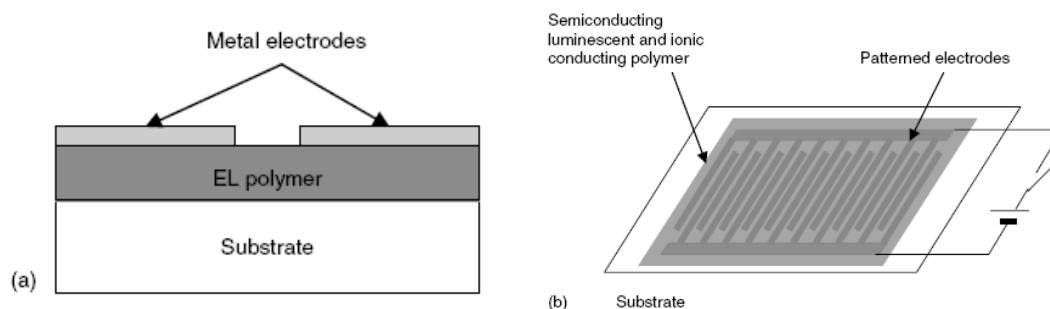 Metal electrodes
EL polymer
Substrate
(a)
Semiconducting
luminescent and ionic
conducting polymer
Patterned electrodes
(b) Substrate